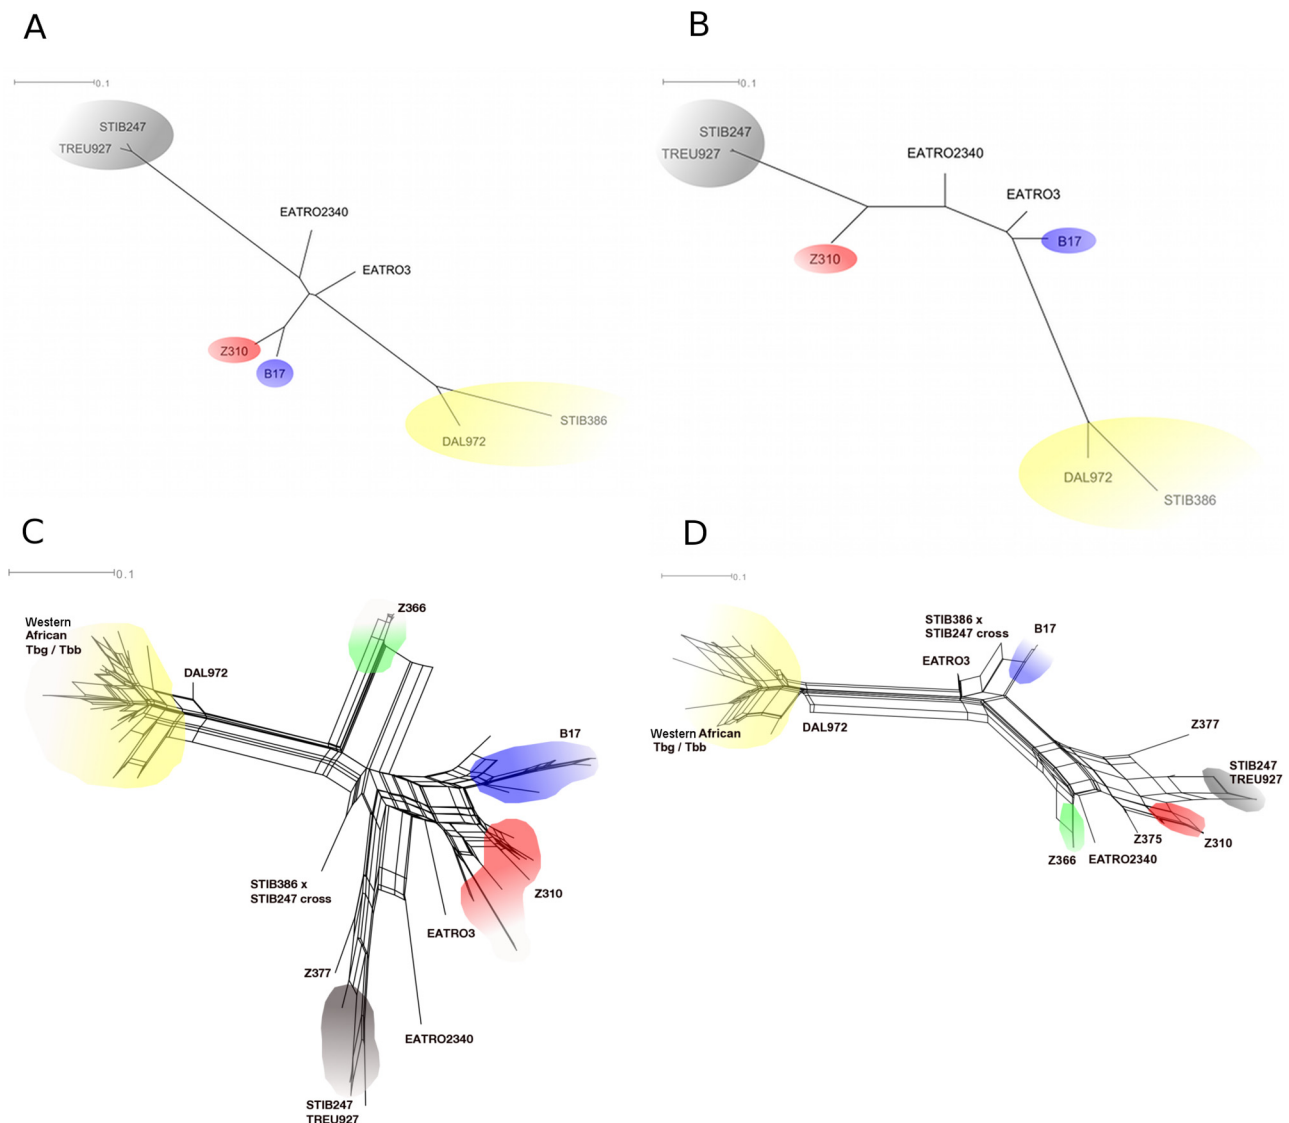 A
0.1
STIB247
TREU927
EATRO2340
EATRO3
Z310
B17
STIB386
DAL972
B
0.1
STIB247
TREU927
EATRO2340
EATRO3
B17
Z310
DAL972
STIB386
C
0.1
Western
African
Tbg / Tbb
DAL972
Z366
B17
STIB386 x
STIB247 cross
Z310
EATRO3
Z377
EATRO2340
STIB247
TREU927
D
0.1
STIB386 x
STIB247 cross
B17
EATRO3
Western African
Tbg / Tbb
DAL972
Z377
STIB247
TREU927
Z375
Z310
Z366
EATRO2340